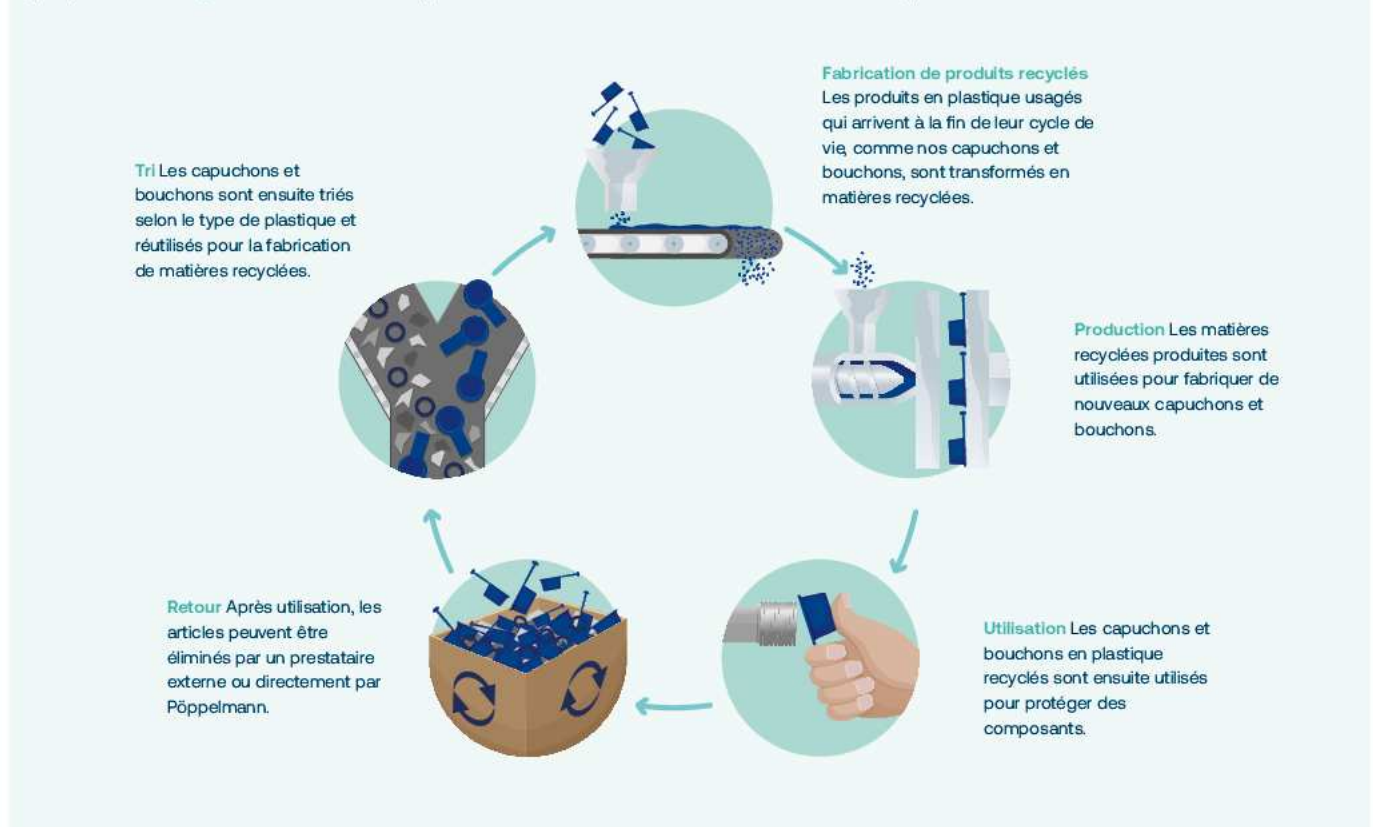 Fabrication de produits recyclés
Les produits en plastique usagés
qui arrivent à la fin de leur cycle de
vie, comme nos capuchons et
bouchons, sont transformés en
matières recyclées.
Tri Les capuchons et
bouchons sont ensuite triés
selon le type de plastique et
réutilisés pour la fabrication
de matières recyclées.
Production Les matières
recyclées produites sont
utilisées pour fabriquer de
nouveaux capuchons et
bouchons.
Retour Après utilisation, les
articles peuvent être
éliminés par un prestataire
externe ou directement par
Pöppelmann.
Utilisation Les capuchons et
bouchons en plastique
recyclés sont ensuite utilisés
pour protéger des
composants.